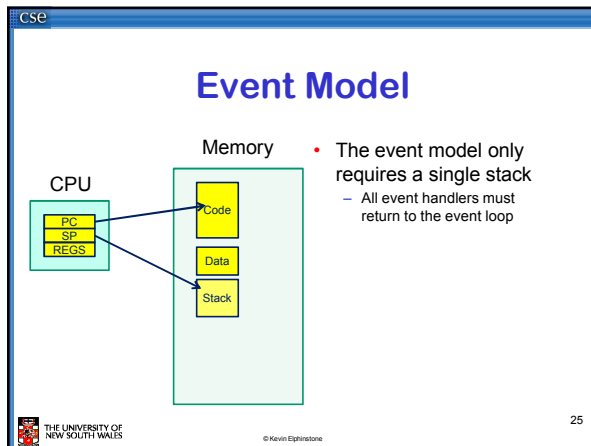 cse
Event Model
Memory
CPU
PC
SP
REGS
Code
Data
Stack
• The event model only
requires a single stack
– All event handlers must
return to the event loop
THE UNIVERSITY OF
NEW SOUTH WALES
© Kevin Elphinstone
25